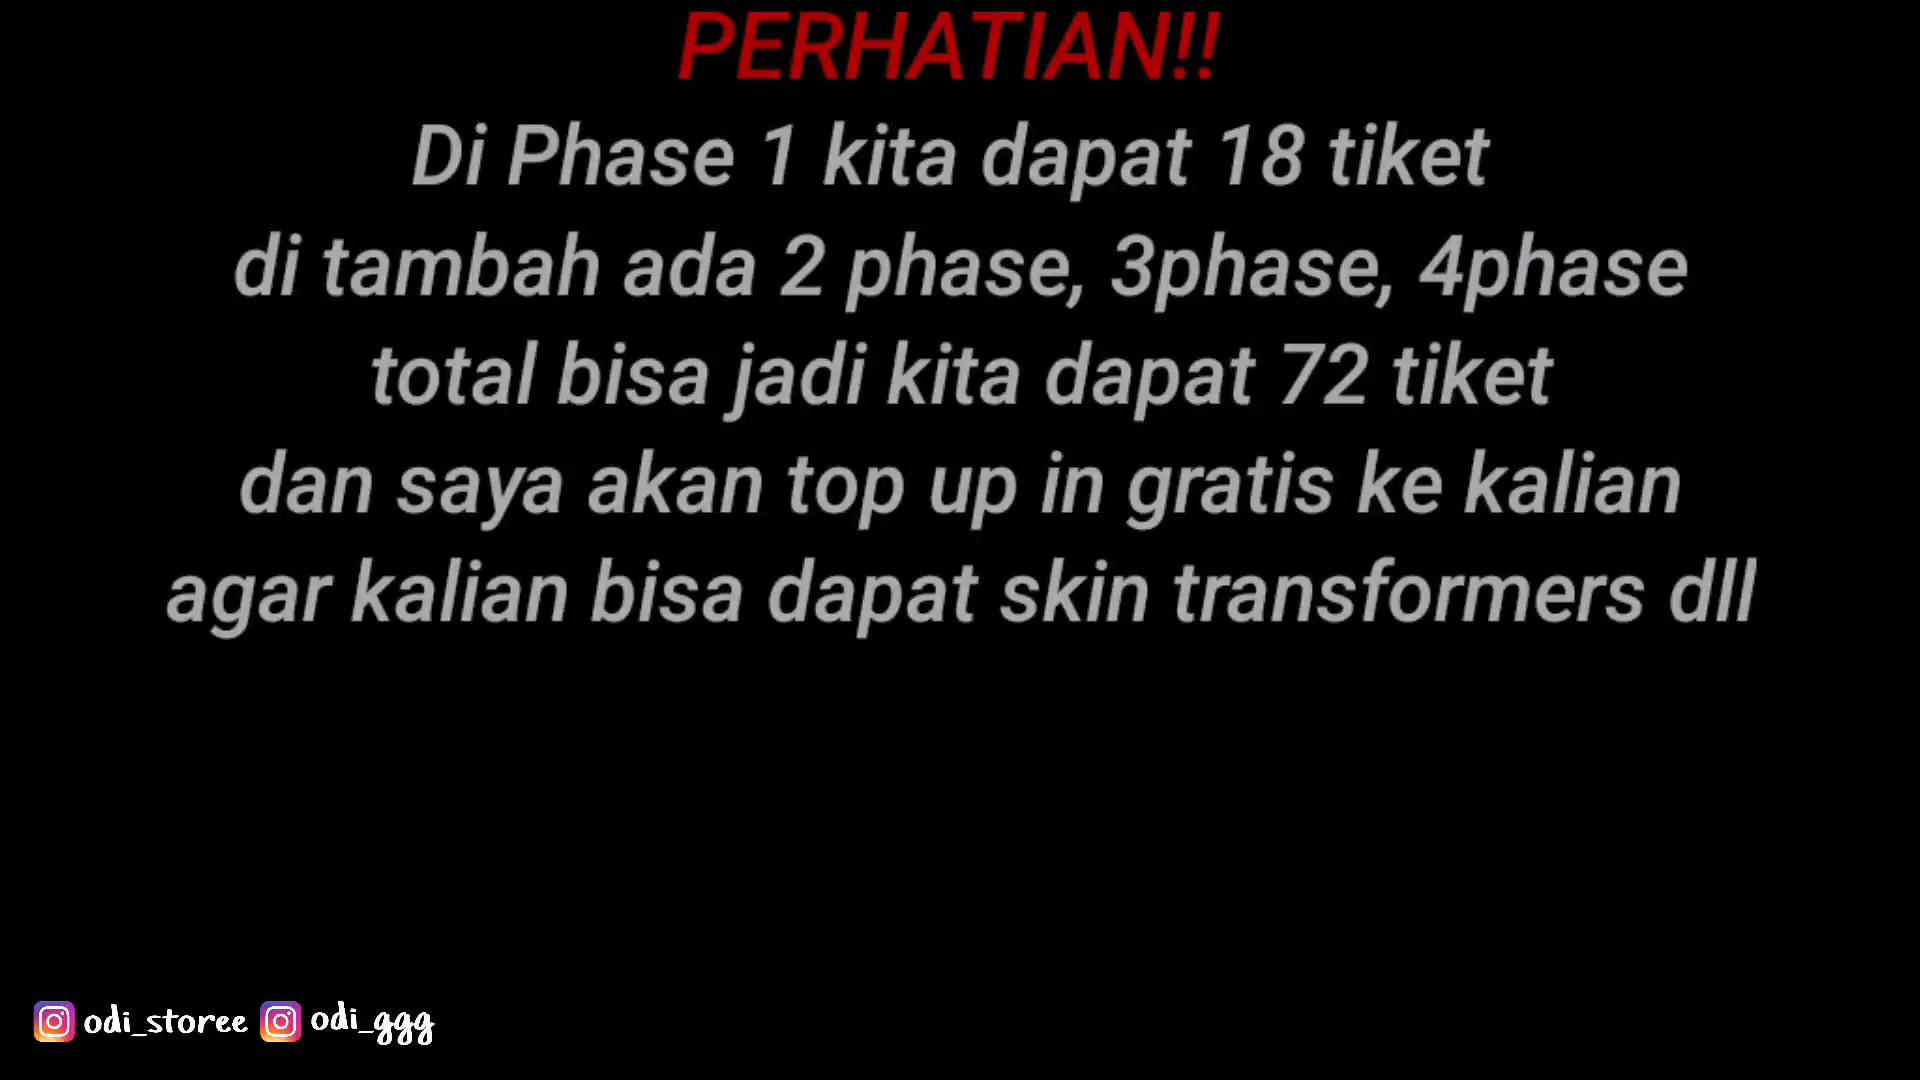 PERHATIAN!!
Di Phase 1 kita dapat 18 tiket
di tambah ada 2 phase, 3phase, 4phase
total bisa jadi kita dapat 72 tiket
dan saya akan top up in gratis ke kalian
agar kalian bisa dapat skin transformers dll
odi_storee odi_ggg